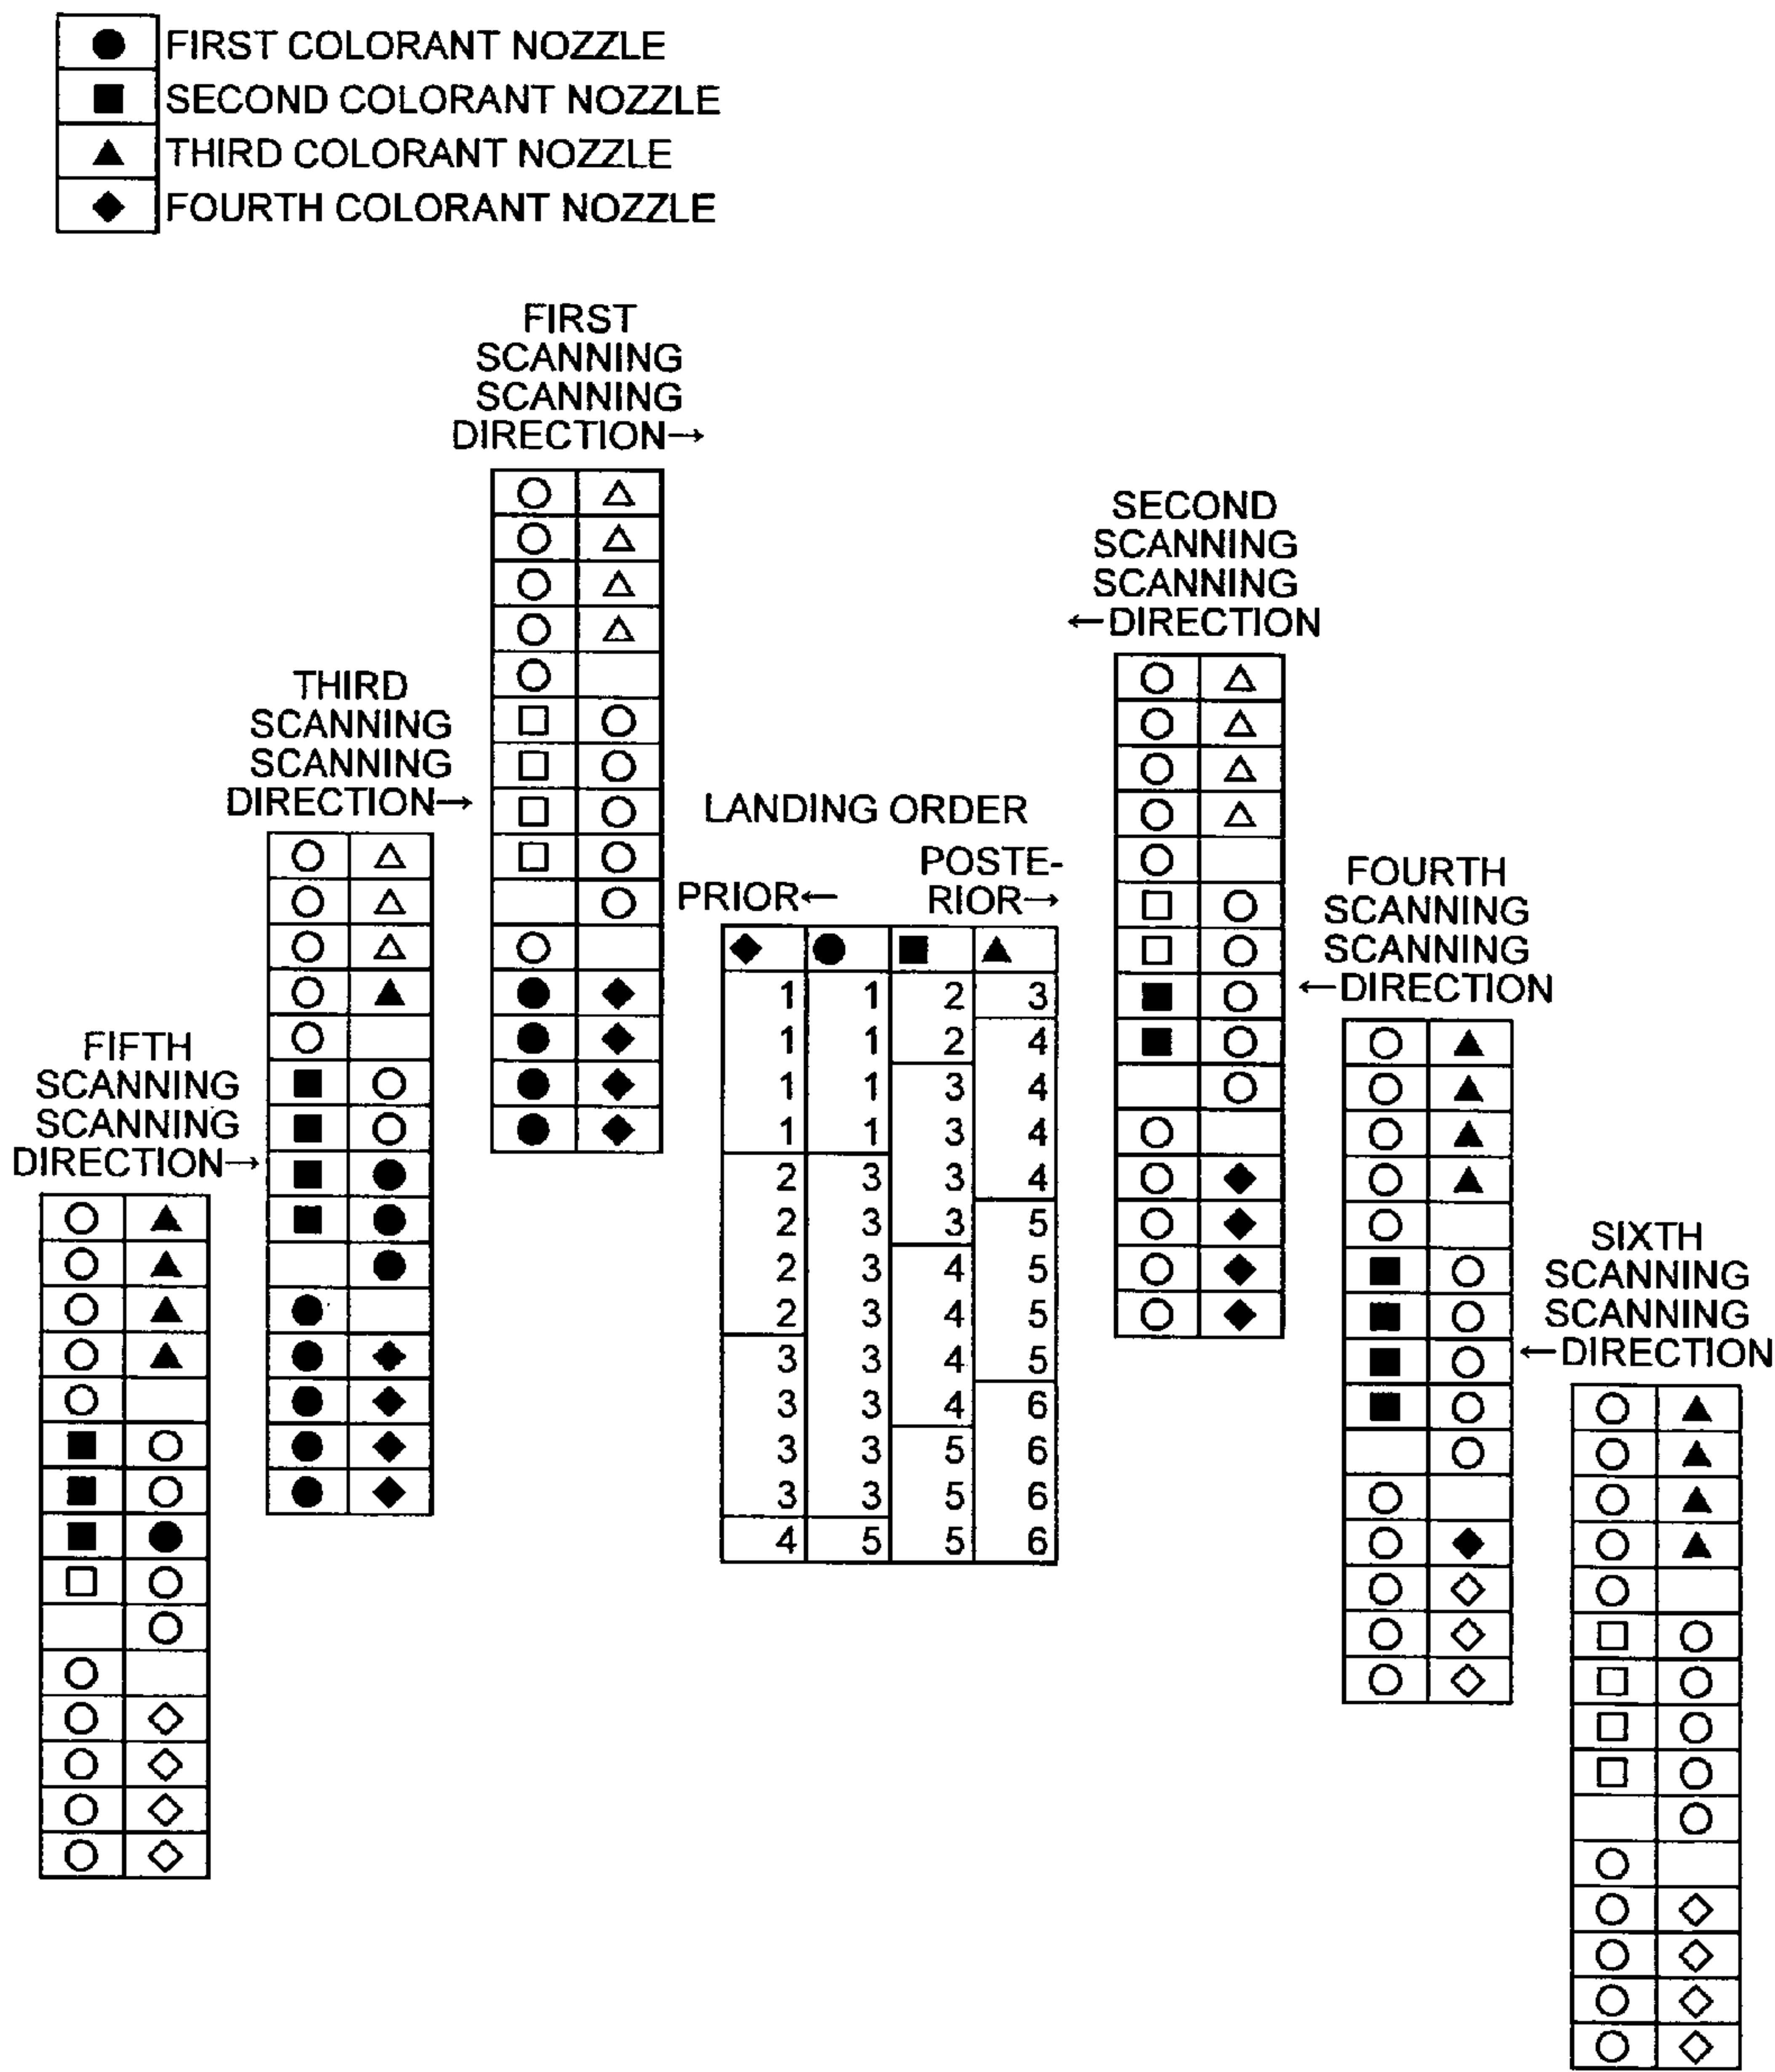 FIRST COLORANT NOZZLE
SECOND COLORANT NOZZLE
THIRD COLORANT NOZZLE
FOURTH COLORANT NOZZLE
FIRST
SCANNING
SCANNING
DIRECTION→
SECOND
SCANNING
SCANNING
←DIRECTION
THIRD
SCANNING
SCANNING
DIRECTION→
LANDING ORDER
PRIOR←
POSTE-
RIOR→
1 1 2 3
1 1 2 4
1 1 3 4
1 1 3 4
2 3 3 4
2 3 3 5
2 3 4 5
2 3 4 5
3 3 4 5
3 3 4 6
3 3 5 6
3 3 5 6
4 5 5 6
FOURTH
SCANNING
SCANNING
←DIRECTION
FIFTH
SCANNING
SCANNING
DIRECTION→
SIXTH
SCANNING
SCANNING
←DIRECTION